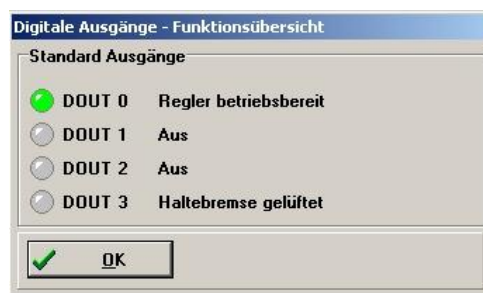 Digitale Ausgänge - Funktionsübersicht
Standard Ausgänge
DOUT 0 Regler betriebsbereit
DOUT 1 Aus
DOUT 2 Aus
DOUT 3 Haltebremse gelüftet
OK